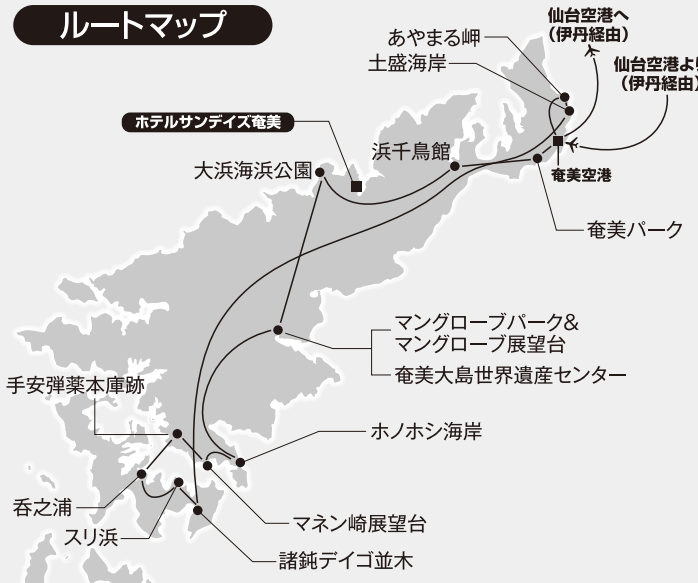 ルートマップ
仙台空港へ
(伊丹経由)
あやまる岬
土盛海岸
仙台空港より
(伊丹経由)
ホテルサンデイズ奄美
浜千鳥館
大浜海浜公園
奄美空港
奄美パーク
マングローブパーク&
マングローブ展望台
奄美大島世界遺産センター
手安弾薬本庫跡
ホノホシ海岸
呑之浦
マネン崎展望台
スリ浜
諸鈍デイゴ並木